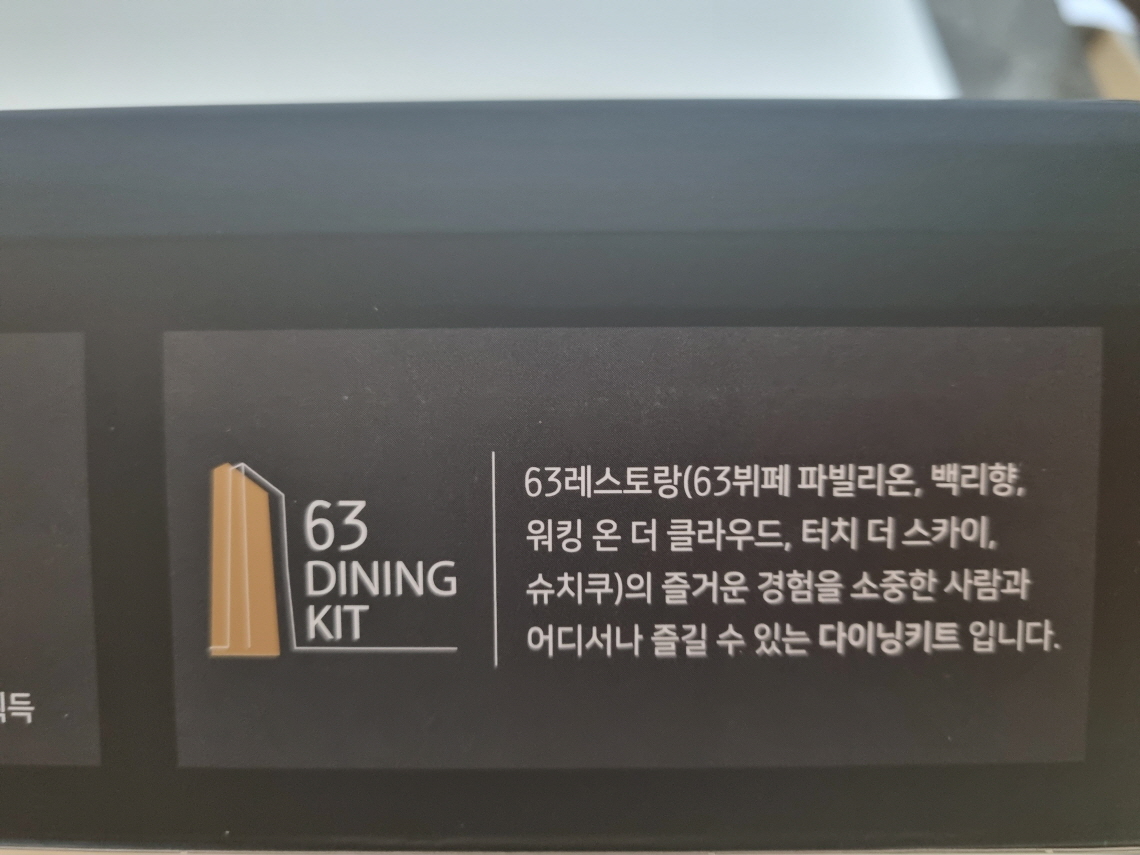 63
DINING
KIT
63레스토랑(63뷔페 파빌리온, 백리향,
워킹 온 더 클라우드, 터치 더 스카이,
슈치쿠)의 즐거운 경험을 소중한 사람과
어디서나 즐길 수 있는 다이닝키트 입니다.